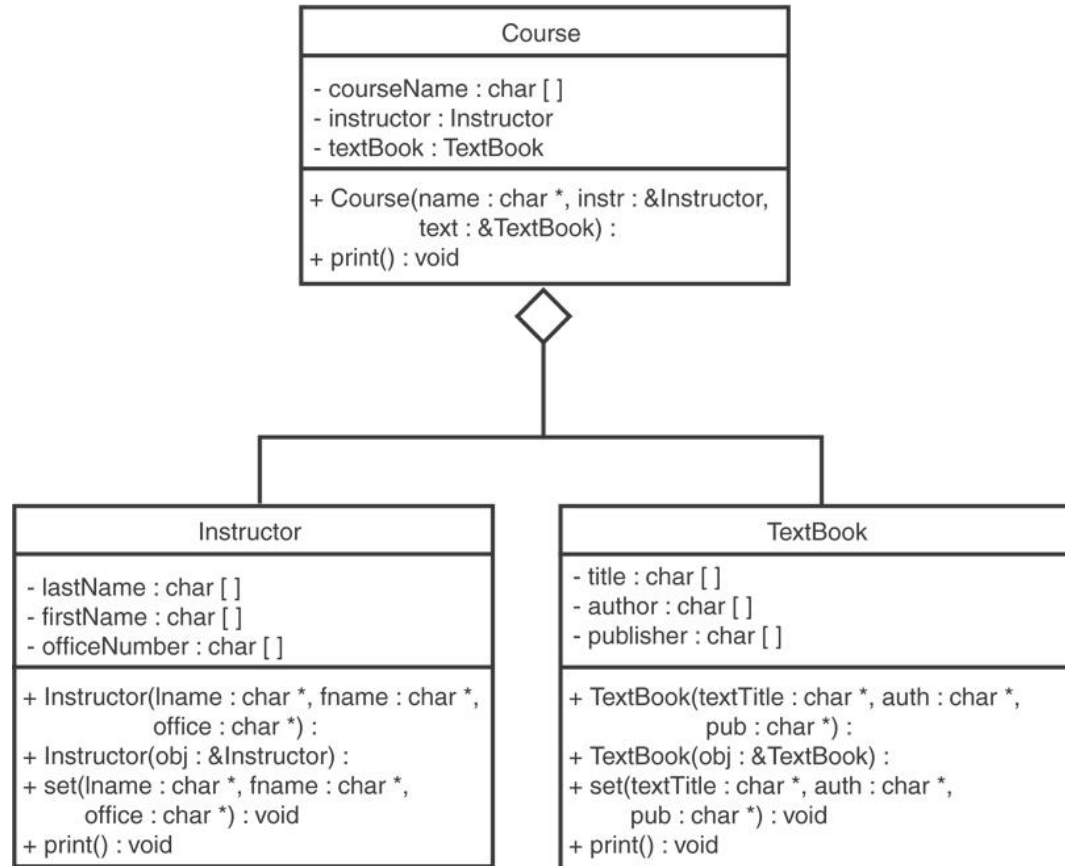 Course
- courseName : char [ ]
- instructor : Instructor
- textBook : TextBook
+ Course(name : char *, instr : &Instructor,
text : &TextBook) :
+ print() : void
Instructor
- lastName : char [ ]
- firstName : char [ ]
- officeNumber : char [ ]
+ Instructor(lname : char *, fname : char *,
office : char *) :
+ Instructor(obj : &Instructor) :
+ set(lname : char *, fname : char *,
office : char *) : void
+ print() : void
TextBook
- title : char [ ]
- author : char [ ]
- publisher : char [ ]
+ TextBook(textTitle : char *, auth : char *,
pub : char *) :
+ TextBook(obj : &TextBook) :
+ set(textTitle : char *, auth : char *,
pub : char *) : void
+ print() : void